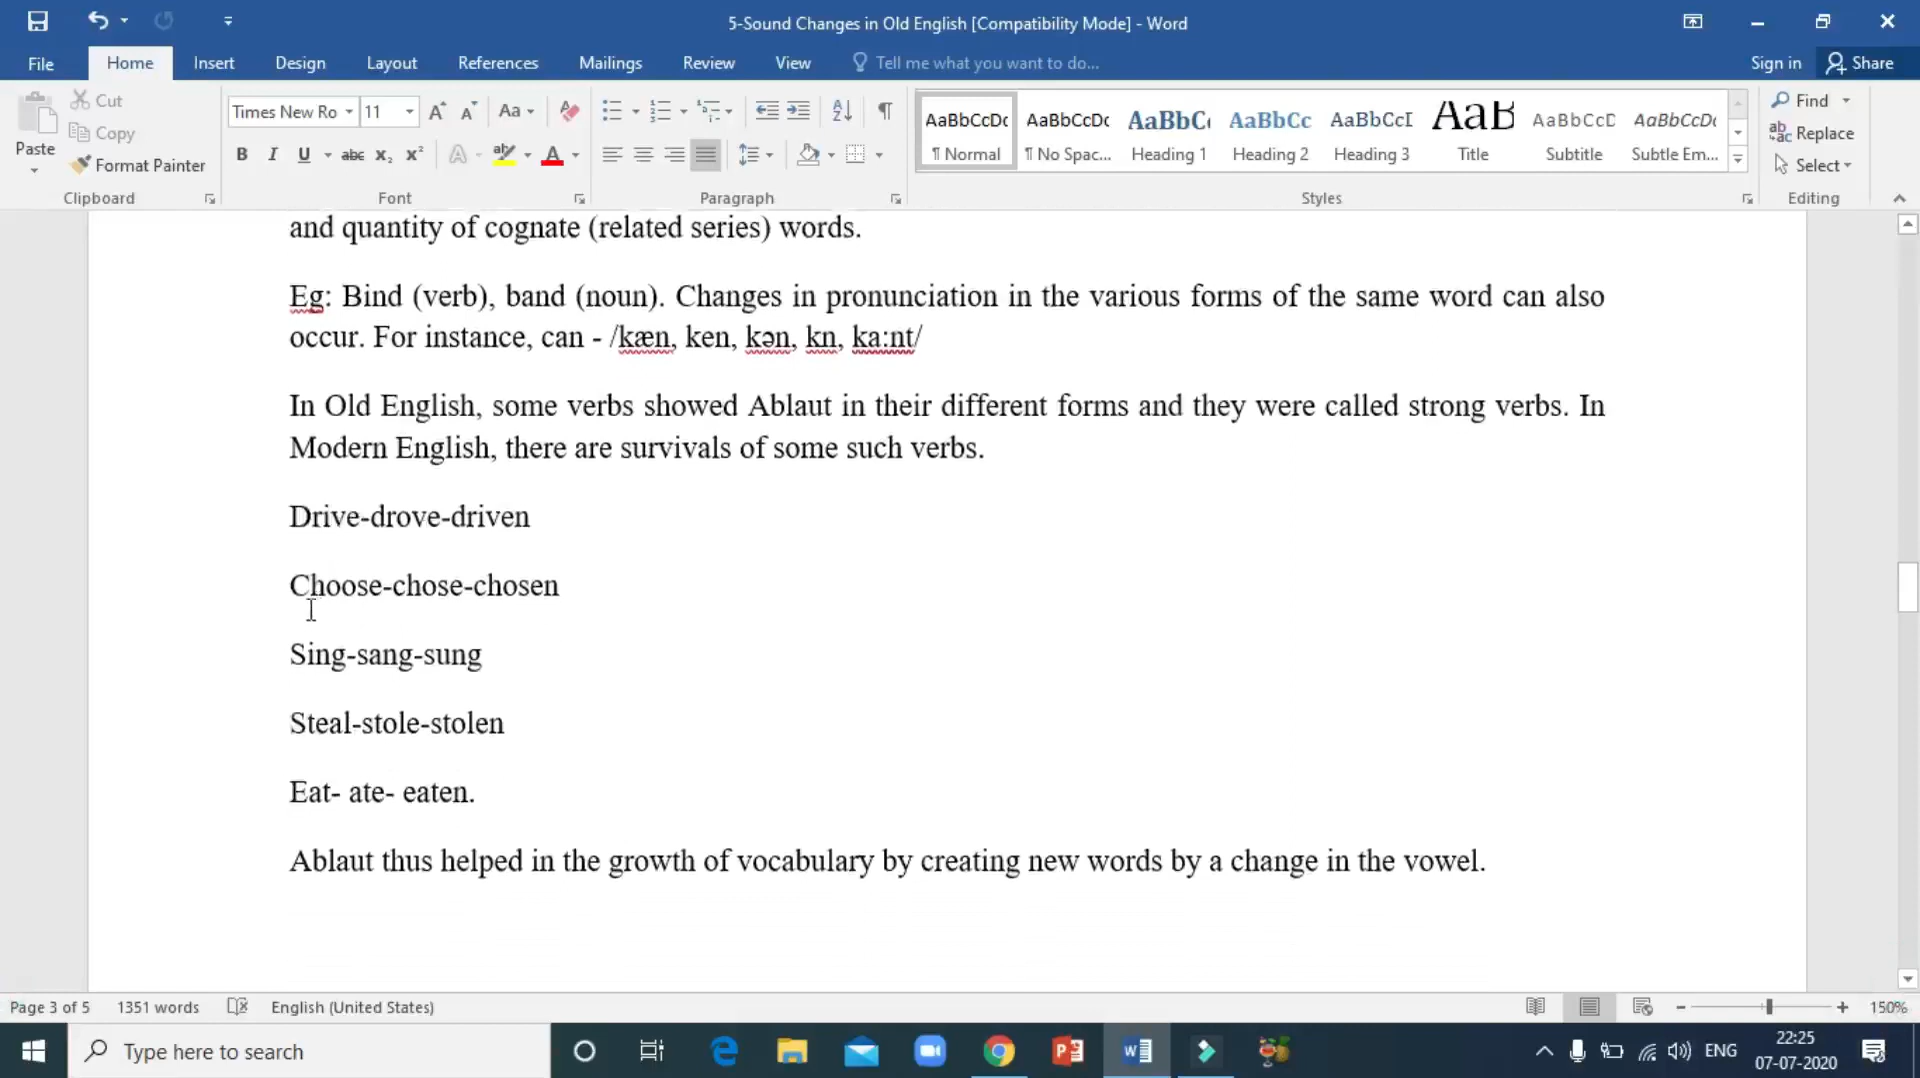 5-Sound Changes in Old English [Compatibility Mode] - Word
File Home Insert Design Layout References Mailings Review View Tell me what you want to do... Sign in Share
Paste Cut Copy Format Painter Clipboard
Times New Ro 11 Aa
B I U abc x₂ x² A A Font
Paragraph
AaBbCcDc AaBbCcDc AaBbC AaBbCc AaBbCcI AaB AaBbCcD AaBbCcDc
¶ Normal ¶ No Spac... Heading 1 Heading 2 Heading 3 Title Subtitle Subtle Em...
Styles
Find Replace Select Editing
and quantity of cognate (related series) words.
Eg: Bind (verb), band (noun). Changes in pronunciation in the various forms of the same word can also
occur. For instance, can - /kæn, ken, kən, kn, ka:nt/
In Old English, some verbs showed Ablaut in their different forms and they were called strong verbs. In
Modern English, there are survivals of some such verbs.
Drive-drove-driven
Choose-chose-chosen
Sing-sang-sung
Steal-stole-stolen
Eat- ate- eaten.
Ablaut thus helped in the growth of vocabulary by creating new words by a change in the vowel.
Page 3 of 5 1351 words English (United States) 150%
Type here to search ENG 22:25
07-07-2020